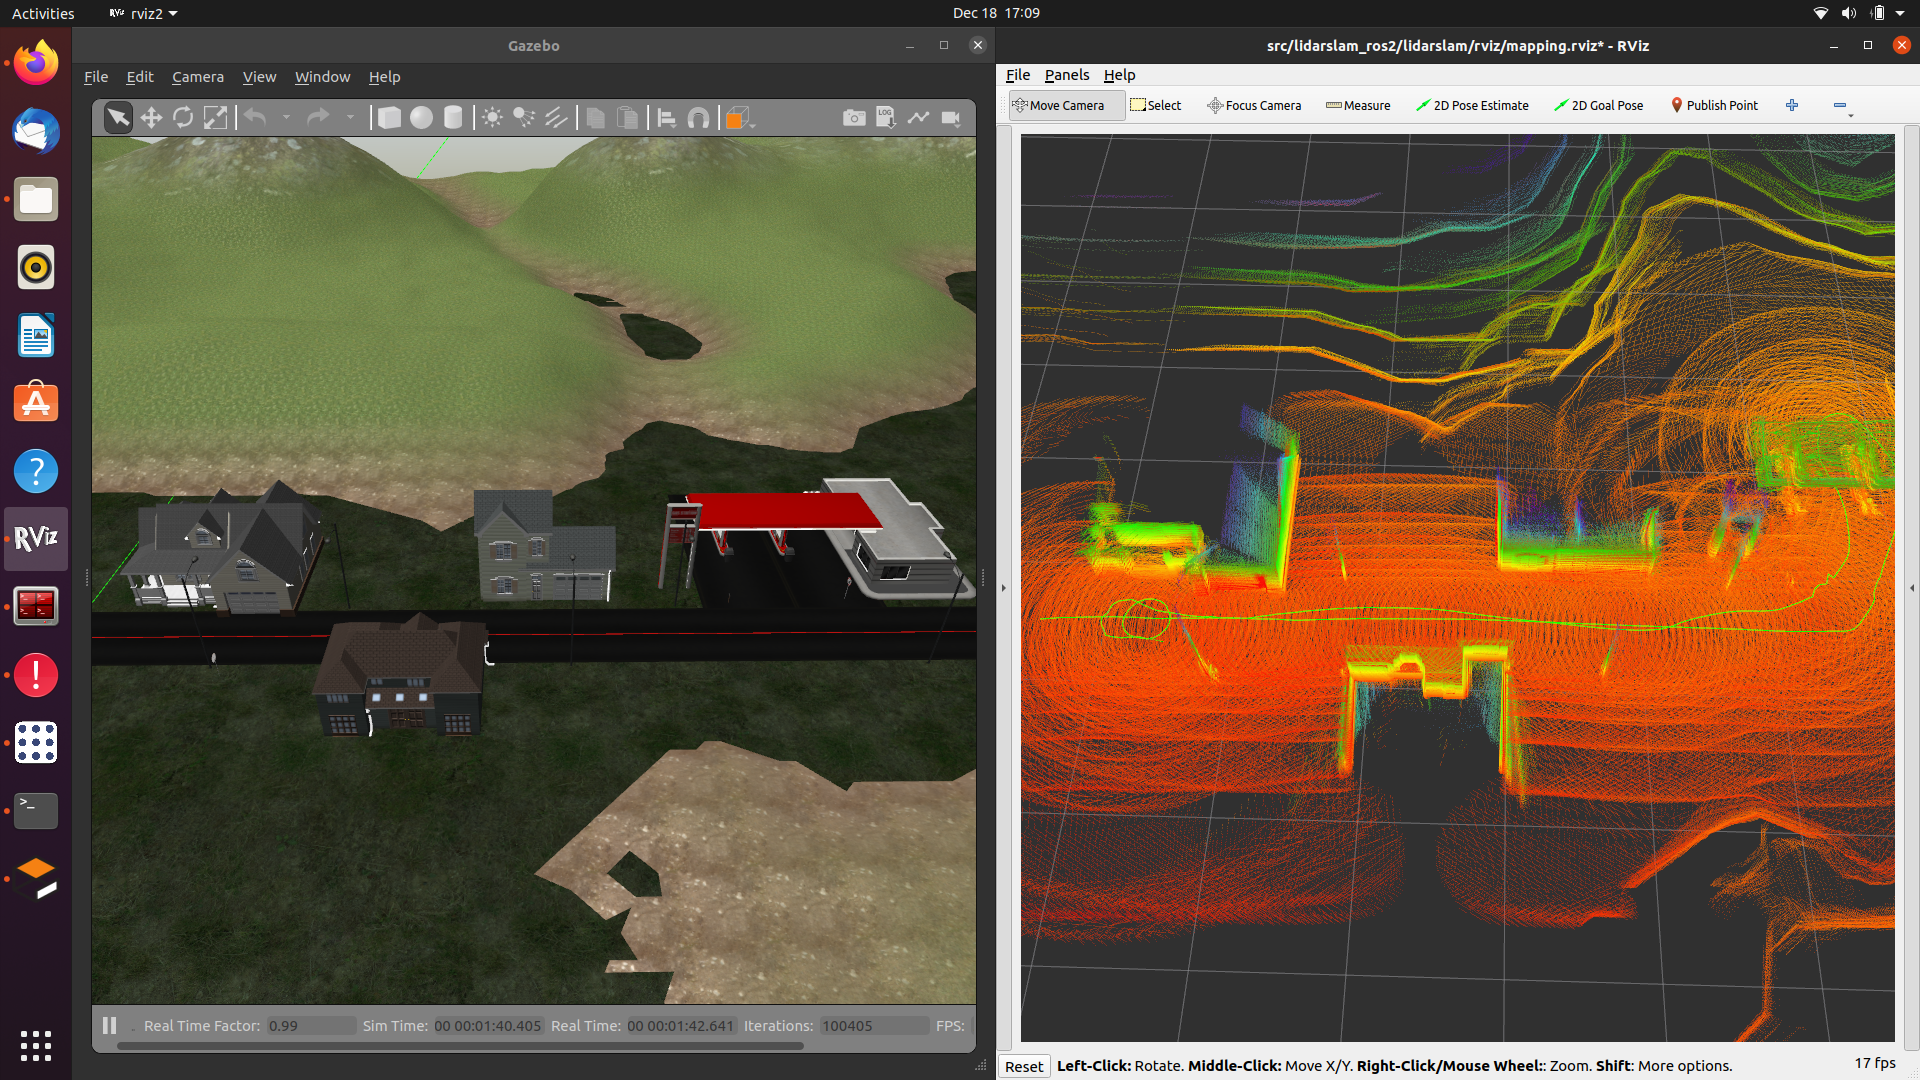 Activities
RViz rviz2
Dec 18 17:09
Gazebo
File Edit Camera View Window Help
LOG
RViz
>_
Real Time Factor: 0.99 Sim Time: 00 00:01:40.405 Real Time: 00 00:01:42.641 Iterations: 100405 FPS:
src/lidarslam_ros2/lidarslam/rviz/mapping.rviz* - RViz
File Panels Help
Move Camera Select Focus Camera Measure 2D Pose Estimate 2D Goal Pose Publish Point
Reset Left-Click: Rotate. Middle-Click: Move X/Y. Right-Click/Mouse Wheel:: Zoom. Shift: More options. 17 fps